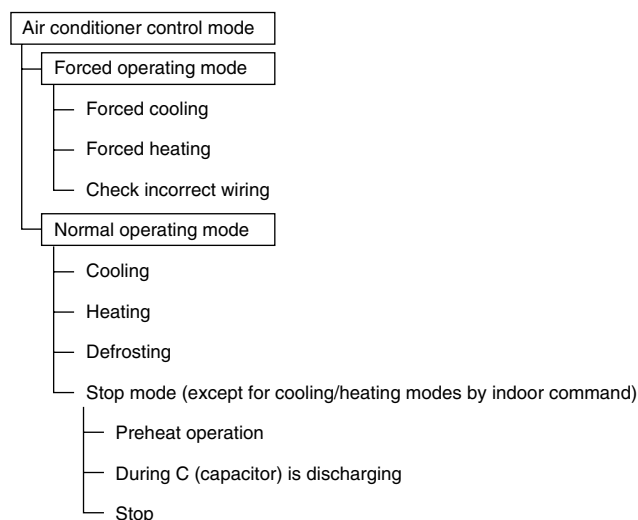 Air conditioner control mode
Forced operating mode
Forced cooling
Forced heating
Check incorrect wiring
Normal operating mode
Cooling
Heating
Defrosting
Stop mode (except for cooling/heating modes by indoor command)
Preheat operation
During C (capacitor) is discharging
Stop